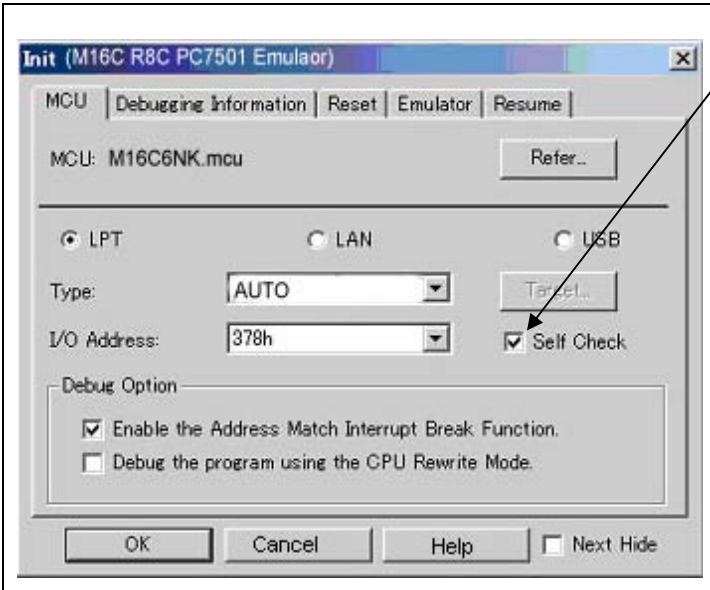 Init (M16C R8C PC7501 Emulaor)
MCU Debugging Information Reset Emulator Resume
MCU: M16C6NK.mcu Refer..
LPT LAN USB
Type: AUTO Target..
I/O Address: 378h Self Check
Debug Option
Enable the Address Match Interrupt Break Function.
Debug the program using the CPU Rewrite Mode.
OK Cancel Help Next Hide